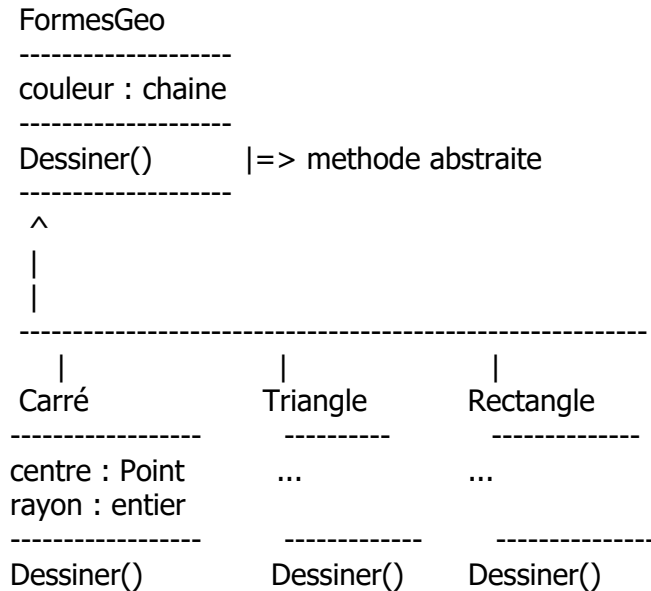 FormesGeo
--------------------
couleur : chaine
--------------------
Dessiner() |=> methode abstraite
--------------------
^
|
|
-----------------------------------------------------------
| | |
Carré Triangle Rectangle
------------------ ---------- --------------
centre : Point ... ...
rayon : entier
------------------ ------------- ---------------
Dessiner() Dessiner() Dessiner()